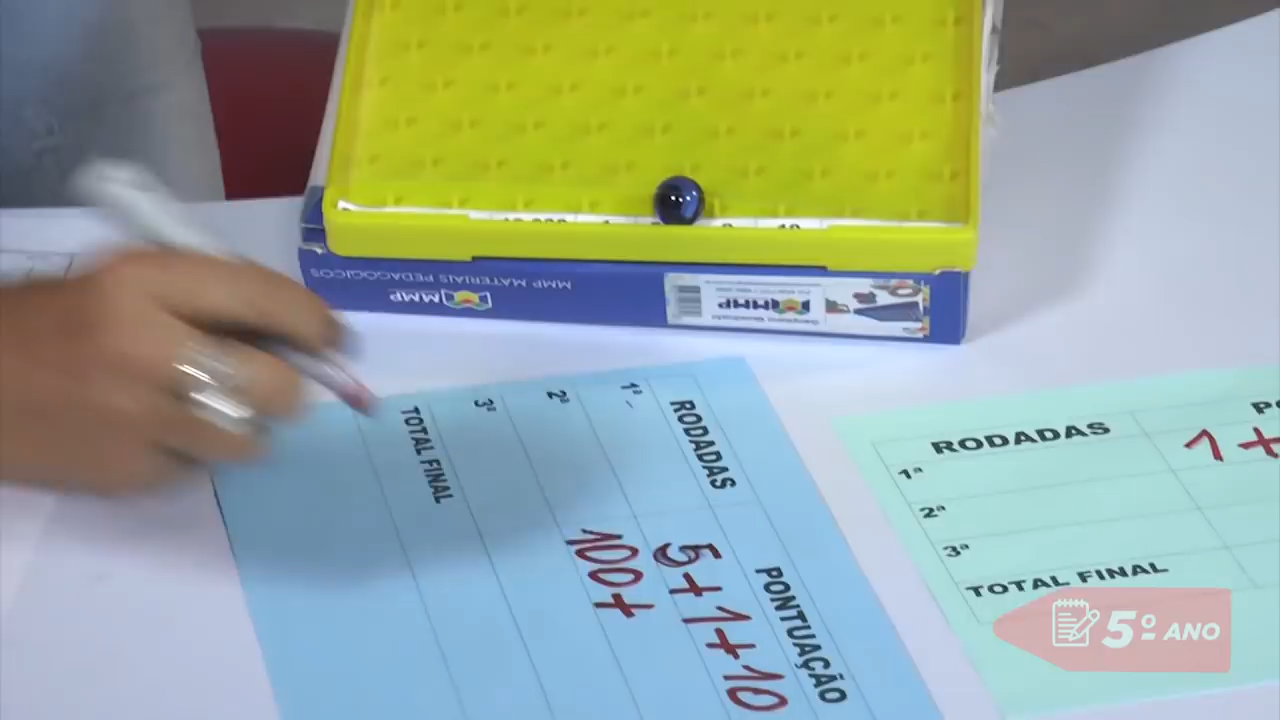 MMP MATERIAIS PEDAGÓGICOS
MMP
MMP
RODADAS PONTUAÇÃO
1ª 5+1+10
2ª 100+
3ª
TOTAL FINAL
RODADAS
1ª 1+
2ª
3ª
TOTAL FINAL
5º ANO